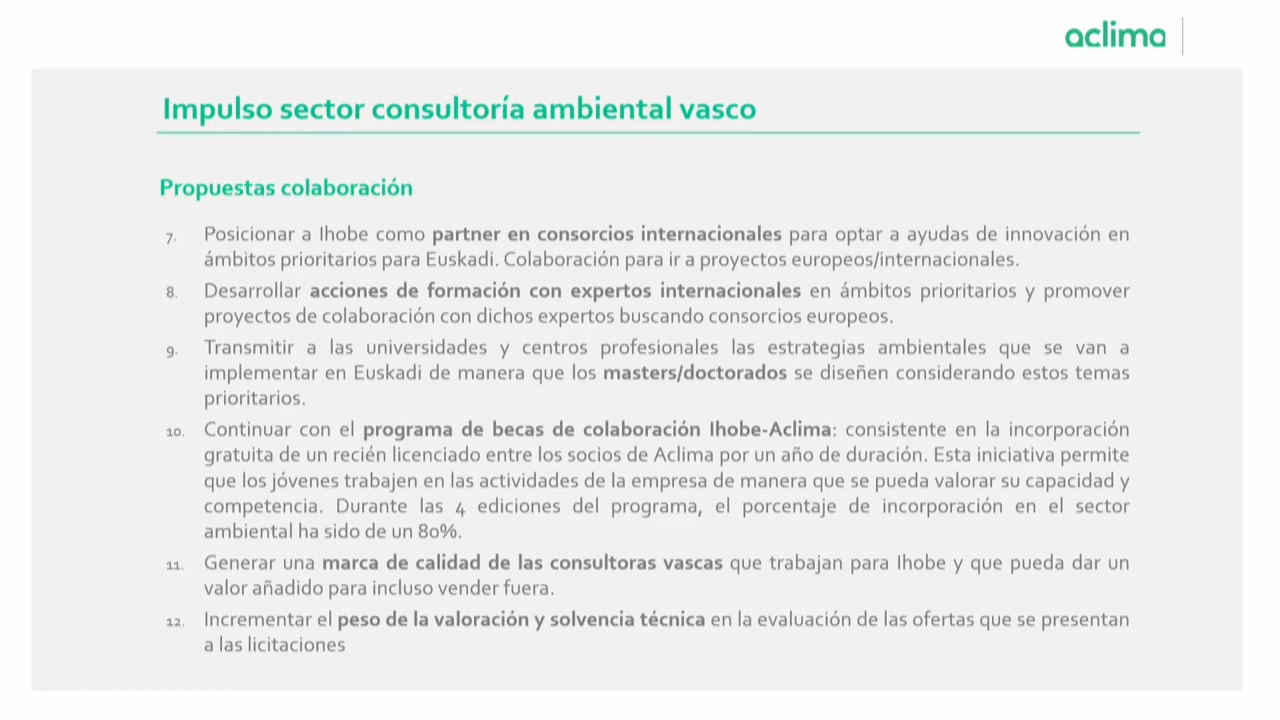 aclima
Impulso sector consultoría ambiental vasco
Propuestas colaboración
7. Posicionar a Ihobe como partner en consorcios internacionales para optar a ayudas de innovación en
ámbitos prioritarios para Euskadi. Colaboración para ir a proyectos europeos/internacionales.
8. Desarrollar acciones de formación con expertos internacionales en ámbitos prioritarios y promover
proyectos de colaboración con dichos expertos buscando consorcios europeos.
9. Transmitir a las universidades y centros profesionales las estrategias ambientales que se van a
implementar en Euskadi de manera que los masters/doctorados se diseñen considerando estos temas
prioritarios.
10. Continuar con el programa de becas de colaboración Ihobe-Aclima: consistente en la incorporación
gratuita de un recién licenciado entre los socios de Aclima por un año de duración. Esta iniciativa permite
que los jóvenes trabajen en las actividades de la empresa de manera que se pueda valorar su capacidad y
competencia. Durante las 4 ediciones del programa, el porcentaje de incorporación en el sector
ambiental ha sido de un 80%.
11. Generar una marca de calidad de las consultoras vascas que trabajan para Ihobe y que pueda dar un
valor añadido para incluso vender fuera.
12. Incrementar el peso de la valoración y solvencia técnica en la evaluación de las ofertas que se presentan
a las licitaciones